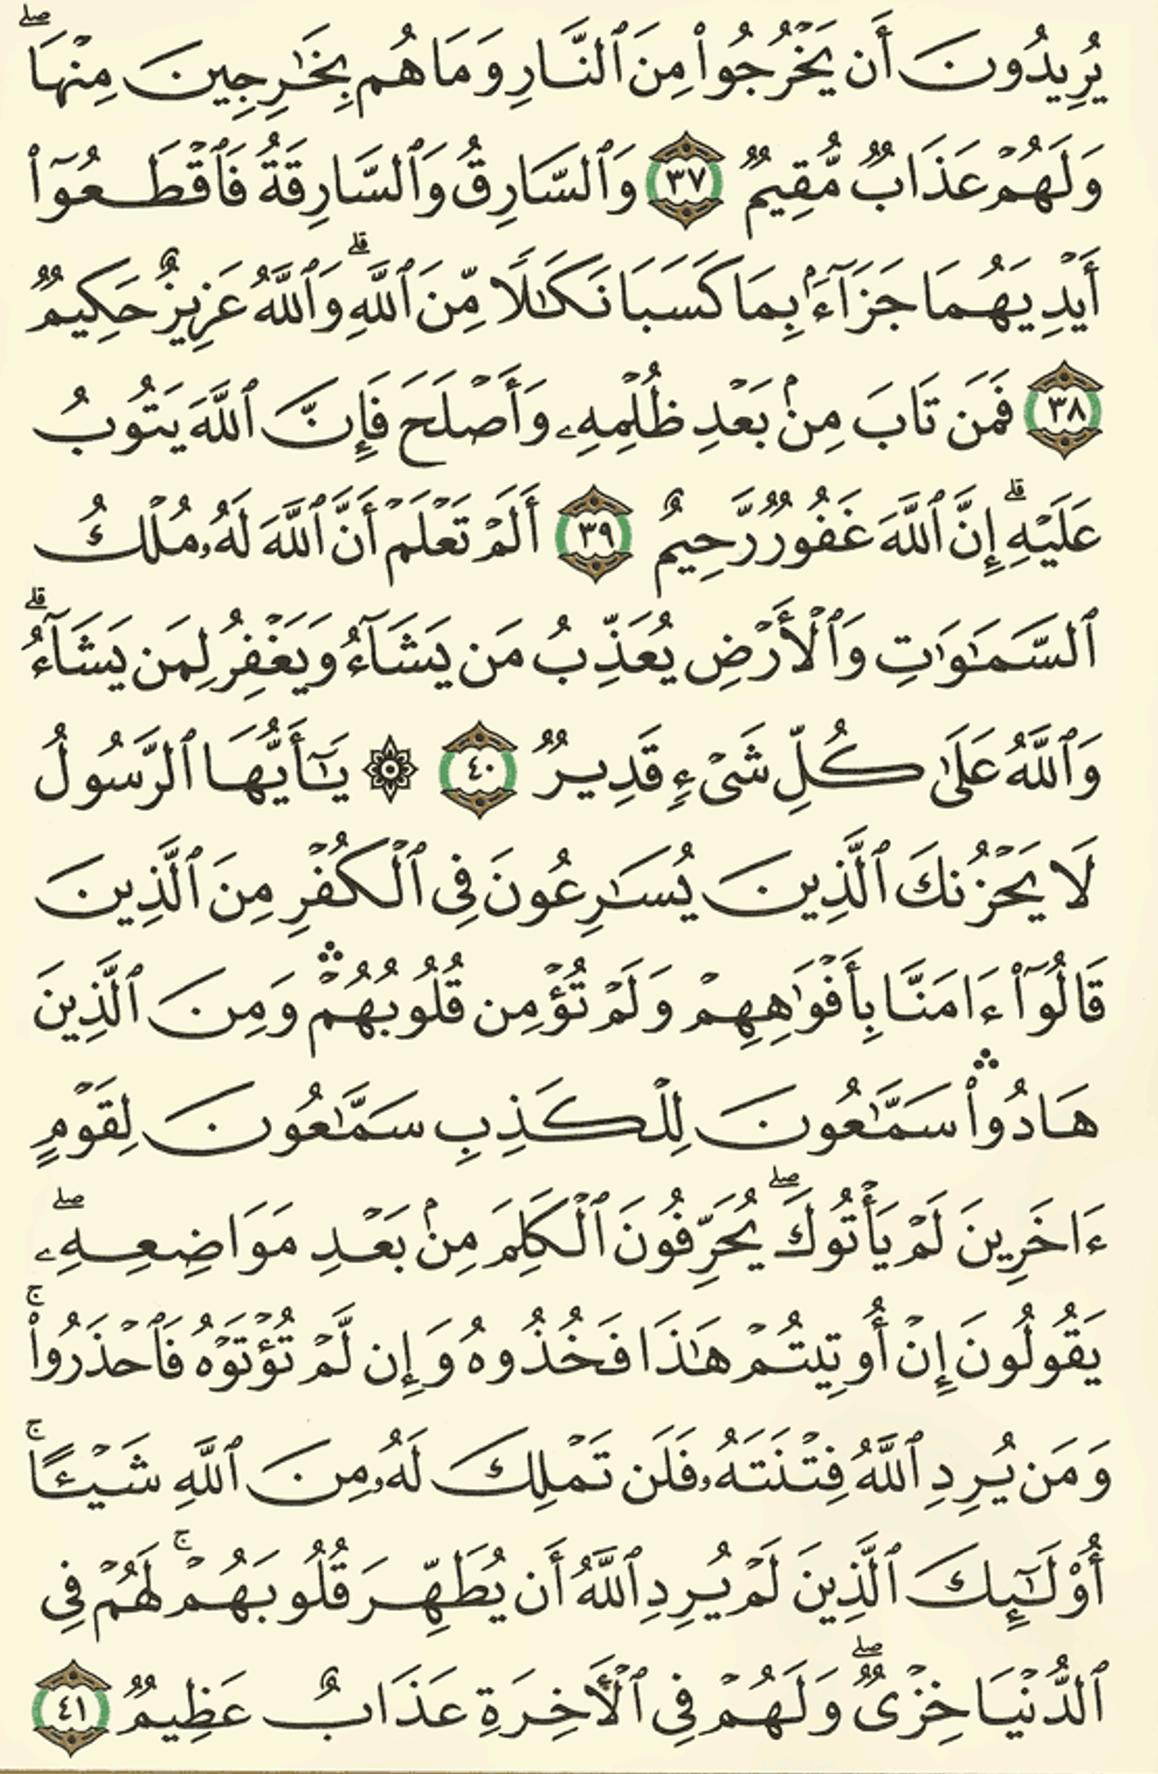 يُرِيدُونَ أَن يَخْرُجُوا۟ مِنَ ٱلنَّارِ وَمَا هُم بِخَٰرِجِينَ مِنْهَا ۖ
وَلَهُمْ عَذَابٌ مُّقِيمٌ ٣٧ وَٱلسَّارِقُ وَٱلسَّارِقَةُ فَٱقْطَعُوٓا۟
أَيْدِيَهُمَا جَزَآءًۢ بِمَا كَسَبَا نَكَٰلًا مِّنَ ٱللَّهِ ۗ وَٱللَّهُ عَزِيزٌ حَكِيمٌ
٣٨ فَمَن تَابَ مِنۢ بَعْدِ ظُلْمِهِۦ وَأَصْلَحَ فَإِنَّ ٱللَّهَ يَتُوبُ
عَلَيْهِ ۗ إِنَّ ٱللَّهَ غَفُورٌ رَّحِيمٌ ٣٩ أَلَمْ تَعْلَمْ أَنَّ ٱللَّهَ لَهُۥ مُلْكُ
ٱلسَّمَٰوَٰتِ وَٱلْأَرْضِ يُعَذِّبُ مَن يَشَآءُ وَيَغْفِرُ لِمَن يَشَآءُ ۗ
وَٱللَّهُ عَلَىٰ كُلِّ شَىْءٍ قَدِيرٌ ٤٠ ۞ يَٰٓأَيُّهَا ٱلرَّسُولُ
لَا يَحْزُنكَ ٱلَّذِينَ يُسَٰرِعُونَ فِى ٱلْكُفْرِ مِنَ ٱلَّذِينَ
قَالُوٓا۟ ءَامَنَّا بِأَفْوَٰهِهِمْ وَلَمْ تُؤْمِن قُلُوبُهُمْ ۛ وَمِنَ ٱلَّذِينَ
هَادُوا۟ ۛ سَمَّٰعُونَ لِلْكَذِبِ سَمَّٰعُونَ لِقَوْمٍ
ءَاخَرِينَ لَمْ يَأْتُوكَ ۖ يُحَرِّفُونَ ٱلْكَلِمَ مِنۢ بَعْدِ مَوَاضِعِهِۦ ۖ
يَقُولُونَ إِنْ أُوتِيتُمْ هَٰذَا فَخُذُوهُ وَإِن لَّمْ تُؤْتَوْهُ فَٱحْذَرُوا۟ ۚ
وَمَن يُرِدِ ٱللَّهُ فِتْنَتَهُۥ فَلَن تَمْلِكَ لَهُۥ مِنَ ٱللَّهِ شَيْـًٔا ۚ
أُو۟لَٰٓئِكَ ٱلَّذِينَ لَمْ يُرِدِ ٱللَّهُ أَن يُطَهِّرَ قُلُوبَهُمْ ۚ لَهُمْ فِى
ٱلدُّنْيَا خِزْىٌ ۖ وَلَهُمْ فِى ٱلْءَاخِرَةِ عَذَابٌ عَظِيمٌ ٤١